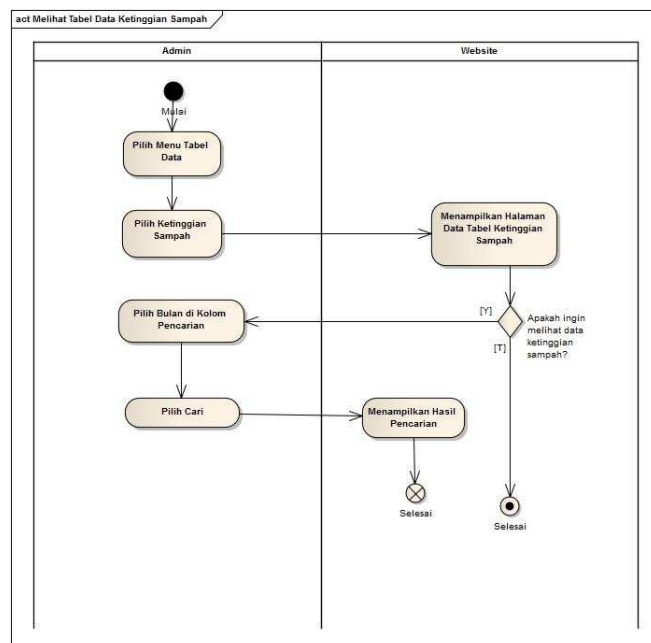 act Melihat Tabel Data Ketinggian Sampah
Admin
Website
Mulai
Pilih Menu Tabel
Data
Pilih Ketinggian
Sampah
Menampilkan Halaman
Data Tabel Ketinggian
Sampah
Pilih Bulan di Kolom
Pencarian
[Y]
Apakah ingin
melihat data
ketinggian
sampah?
[T]
Pilih Cari
Menampilkan Hasil
Pencarian
Selesai
Selesai